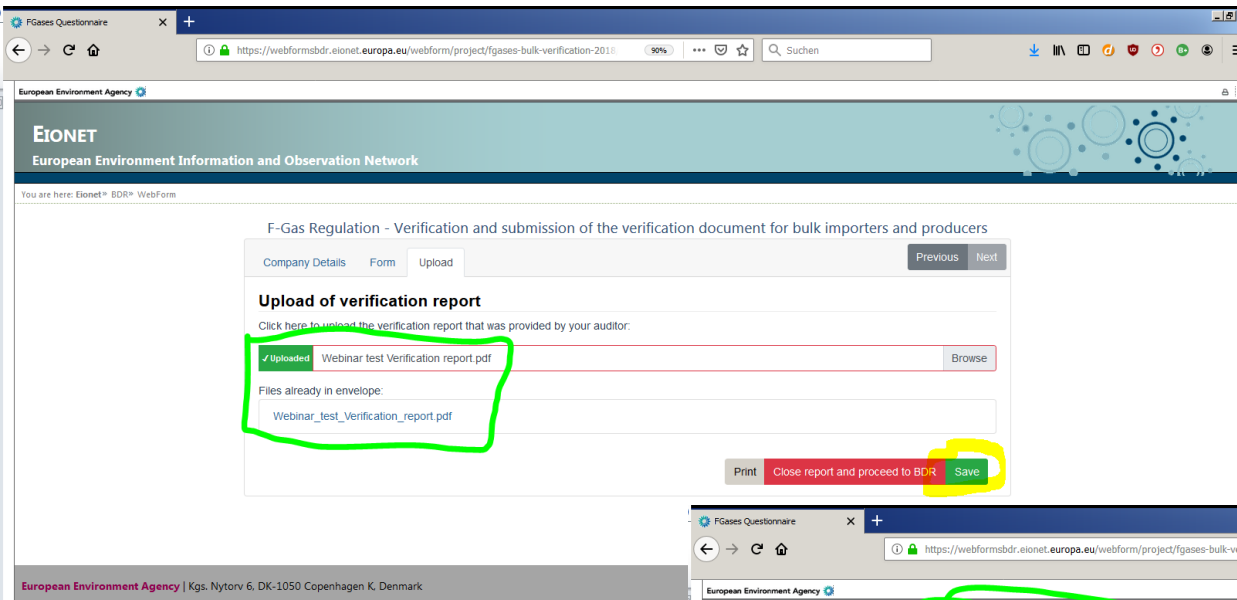 FGases Questionnaire
https://webformsbdr.eionet.europa.eu/webform/project/fgases-bulk-verification-2018
90%
Suchen
European Environment Agency
EIONET
European Environment Information and Observation Network
You are here: Eionet » BDR » WebForm
F-Gas Regulation - Verification and submission of the verification document for bulk importers and producers
Company Details Form Upload
Previous Next
Upload of verification report
Click here to upload the verification report that was provided by your auditor:
✓Uploaded Webinar test Verification report.pdf Browse
Files already in envelope:
Webinar_test_Verification_report.pdf
Print Close report and proceed to BDR Save
European Environment Agency | Kgs. Nytorv 6, DK-1050 Copenhagen K, Denmark
FGases Questionnaire
https://webformsbdr.eionet.europa.eu/webform/project/fgases-bulk-ve
European Environment Agency